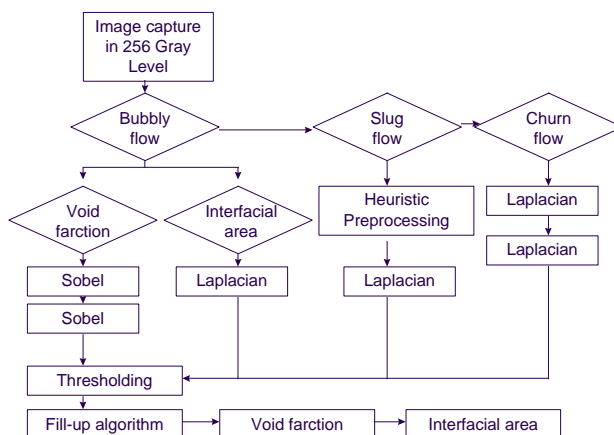 Image capture
in 256 Gray
Level
Bubbly
flow
Slug
flow
Churn
flow
Void
farction
Interfacial
area
Heuristic
Preprocessing
Laplacian
Laplacian
Sobel
Laplacian
Laplacian
Sobel
Thresholding
Fill-up algorithm
Void farction
Interfacial area